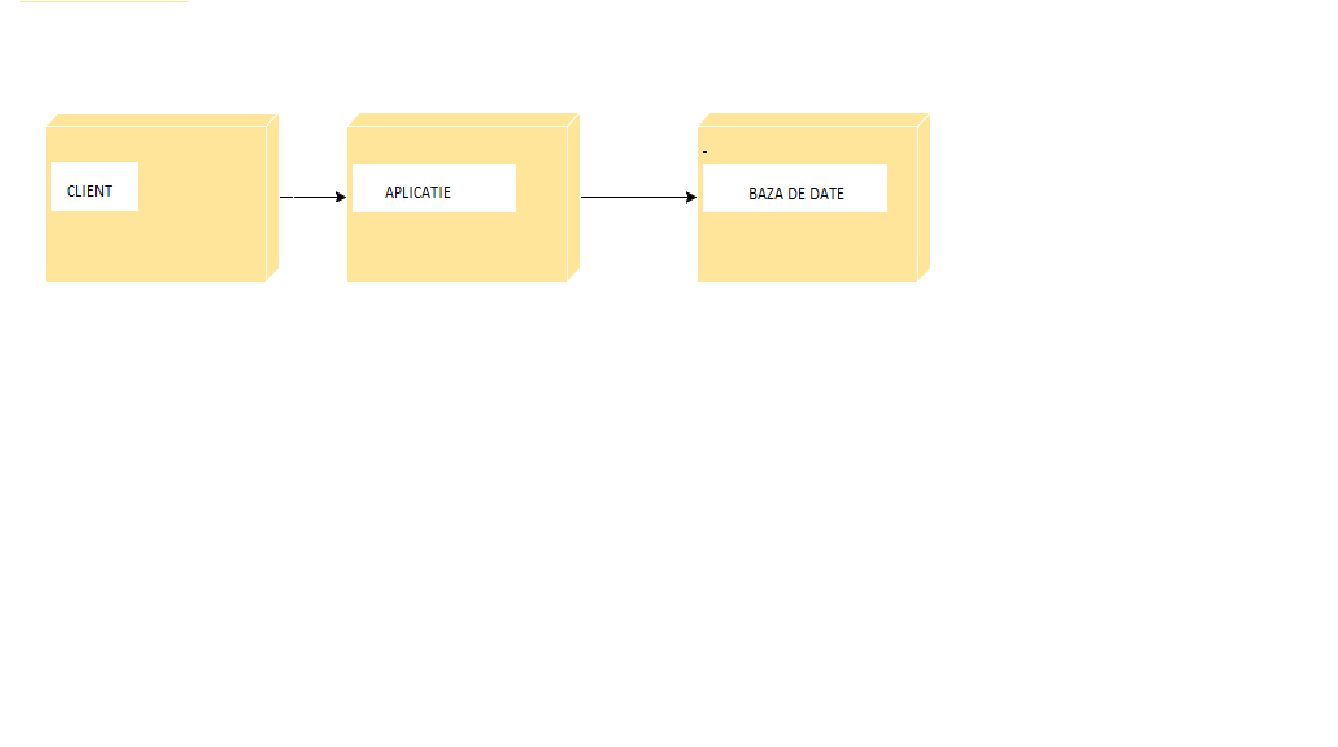 CLIENT
APLICATIE
-
BAZA DE DATE